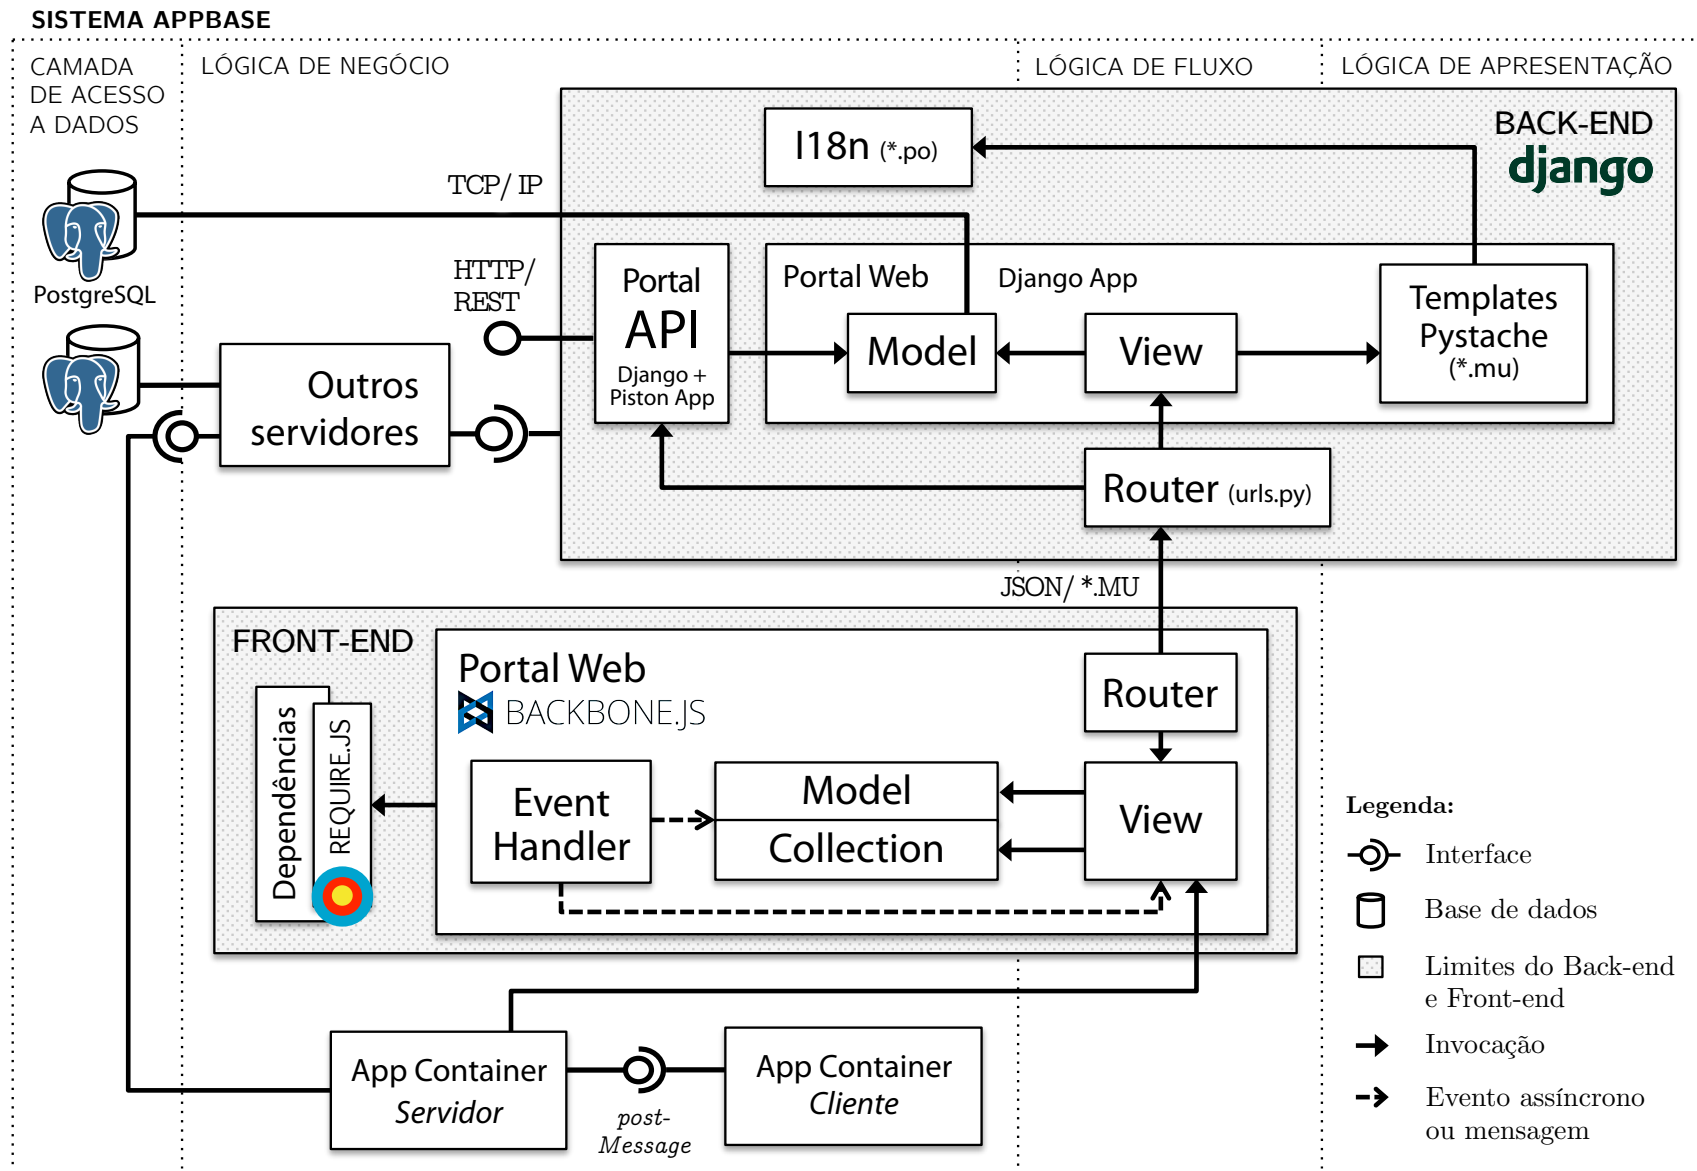 SISTEMA APPBASE
CAMADA
DE ACESSO
A DADOS
LÓGICA DE NEGÓCIO
LÓGICA DE FLUXO
LÓGICA DE APRESENTAÇÃO
BACK-END
django
I18n (*.po)
TCP/ IP
PostgreSQL
HTTP/
REST
Portal
API
Django +
Piston App
Portal Web
Django App
Model
View
Templates
Pystache
(*.mu)
Outros
servidores
Router (urls.py)
JSON/ *.MU
FRONT-END
Portal Web
BACKBONE.JS
Router
Dependências
REQUIRE.JS
Event
Handler
Model
Collection
View
App Container
Servidor
post-
Message
App Container
Cliente
Legenda:
Interface
Base de dados
Limites do Back-end
e Front-end
Invocação
Evento assíncrono
ou mensagem